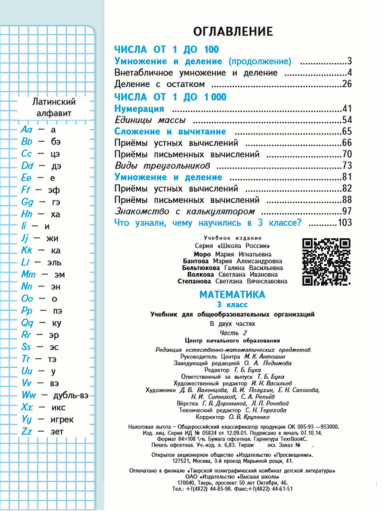 Латинский
алфавит
Aa — а
Bb — бэ
Cc — цэ
Dd — дэ
Ee — е
Ff — эф
Gg — гэ
Hh — ха
Ii — и
Jj — жи
Kk — ка
Ll — эль
Mm — эм
Nn — эн
Oo — о
Pp — пэ
Qq — ку
Rr — эр
Ss — эс
Tt — тэ
Uu — у
Vv — вэ
Ww — дубль-вэ
Xx — икс
Yy — игрек
Zz — зет
ОГЛАВЛЕНИЕ
ЧИСЛА ОТ 1 ДО 100
Умножение и деление (продолжение) 3
Внетабличное умножение и деление 4
Деление с остатком 26
ЧИСЛА ОТ 1 ДО 1 000
Нумерация 41
Единицы массы 54
Сложение и вычитание 65
Приёмы устных вычислений 66
Приёмы письменных вычислений 70
Виды треугольников 73
Умножение и деление 81
Приёмы устных вычислений 82
Приёмы письменных вычислений 88
Знакомство с калькулятором 97
Что узнали, чему научились в 3 классе? 103
Учебное издание
Серия «Школа России»
Моро Мария Игнатьевна
Бантова Мария Александровна
Бельтюкова Галина Васильевна
Волкова Светлана Ивановна
Степанова Светлана Вячеславовна
МАТЕМАТИКА
3 класс
Учебник для общеобразовательных организаций
В двух частях
Часть 2
Центр начального образования
Редакция естественно-математических предметов
Руководитель Центра М. К. Антошин
Заведующий редакцией О. А. Подымова
Редактор Т. Б. Бука
Ответственный за выпуск Т. Б. Бука
Художественный редактор И. Н. Васильев
Художники Д. В. Валенцова, В. И. Полухин, Е. Н. Сапогова,
Н. И. Ситников, С. А. Рельёв
Вёрстка Г. В. Доронкиной, Л. П. Рочевой
Технический редактор С. Н. Терехова
Корректор О. В. Крупенко
Налоговая льгота — Общероссийский классификатор продукции ОК 005-93 —953000.
Изд. лиц. Серия ИД № 05824 от 12.09.01. Подписано в печать 07.10.14.
Формат 84×108 1/16. Бумага офсетная. Гарнитура TextBookC.
Печать офсетная. Уч.-изд. л. 6,83. Тираж экз. Заказ №
Открытое акционерное общество «Издательство «Просвещение».
127521, Москва, 3-й проезд Марьиной рощи, 41.
Отпечатано в филиале «Тверской полиграфический комбинат детской литературы»
ОАО «Издательство «Высшая школа»
170040, Тверь, проспект 50 лет Октября, 46.
Тел.: +7(4822) 44-85-98. Факс: +7(4822) 44-61-51